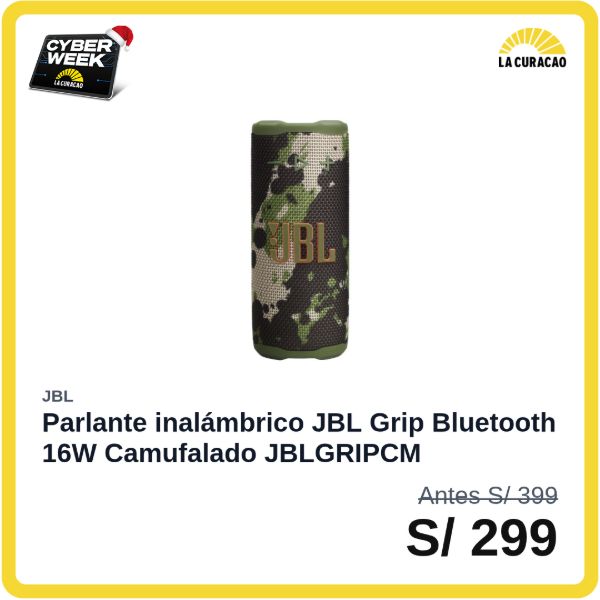 CYBER
WEEK
LA CURACAO
LA CURACAO
JBL
JBL
Parlante inalámbrico JBL Grip Bluetooth
16W Camufalado JBLGRIPCM
Antes S/ 399
S/ 299